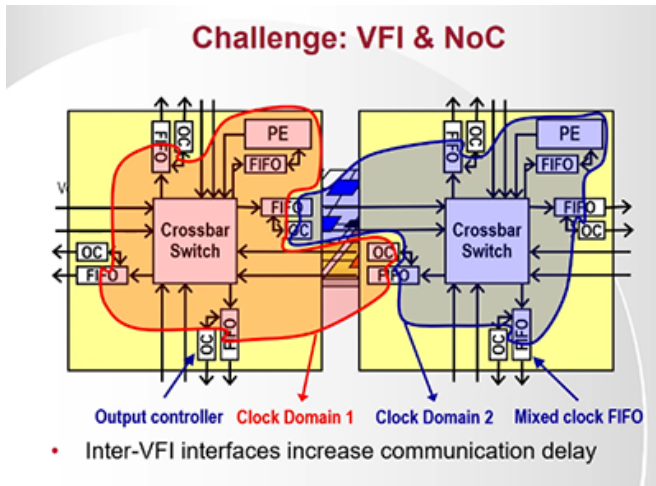 Challenge: VFI & NoC
FIFO
OC
PE
FIFO
FIFO
OC
PE
FIFO
V
FIFO
OC
Crossbar
Switch
OC
FIFO
OC
FIFO
OC
FIFO
Crossbar
Switch
FIFO
OC
OC
FIFO
OC
FIFO
Output controller
Clock Domain 1
Clock Domain 2
Mixed clock FIFO
• Inter-VFI interfaces increase communication delay